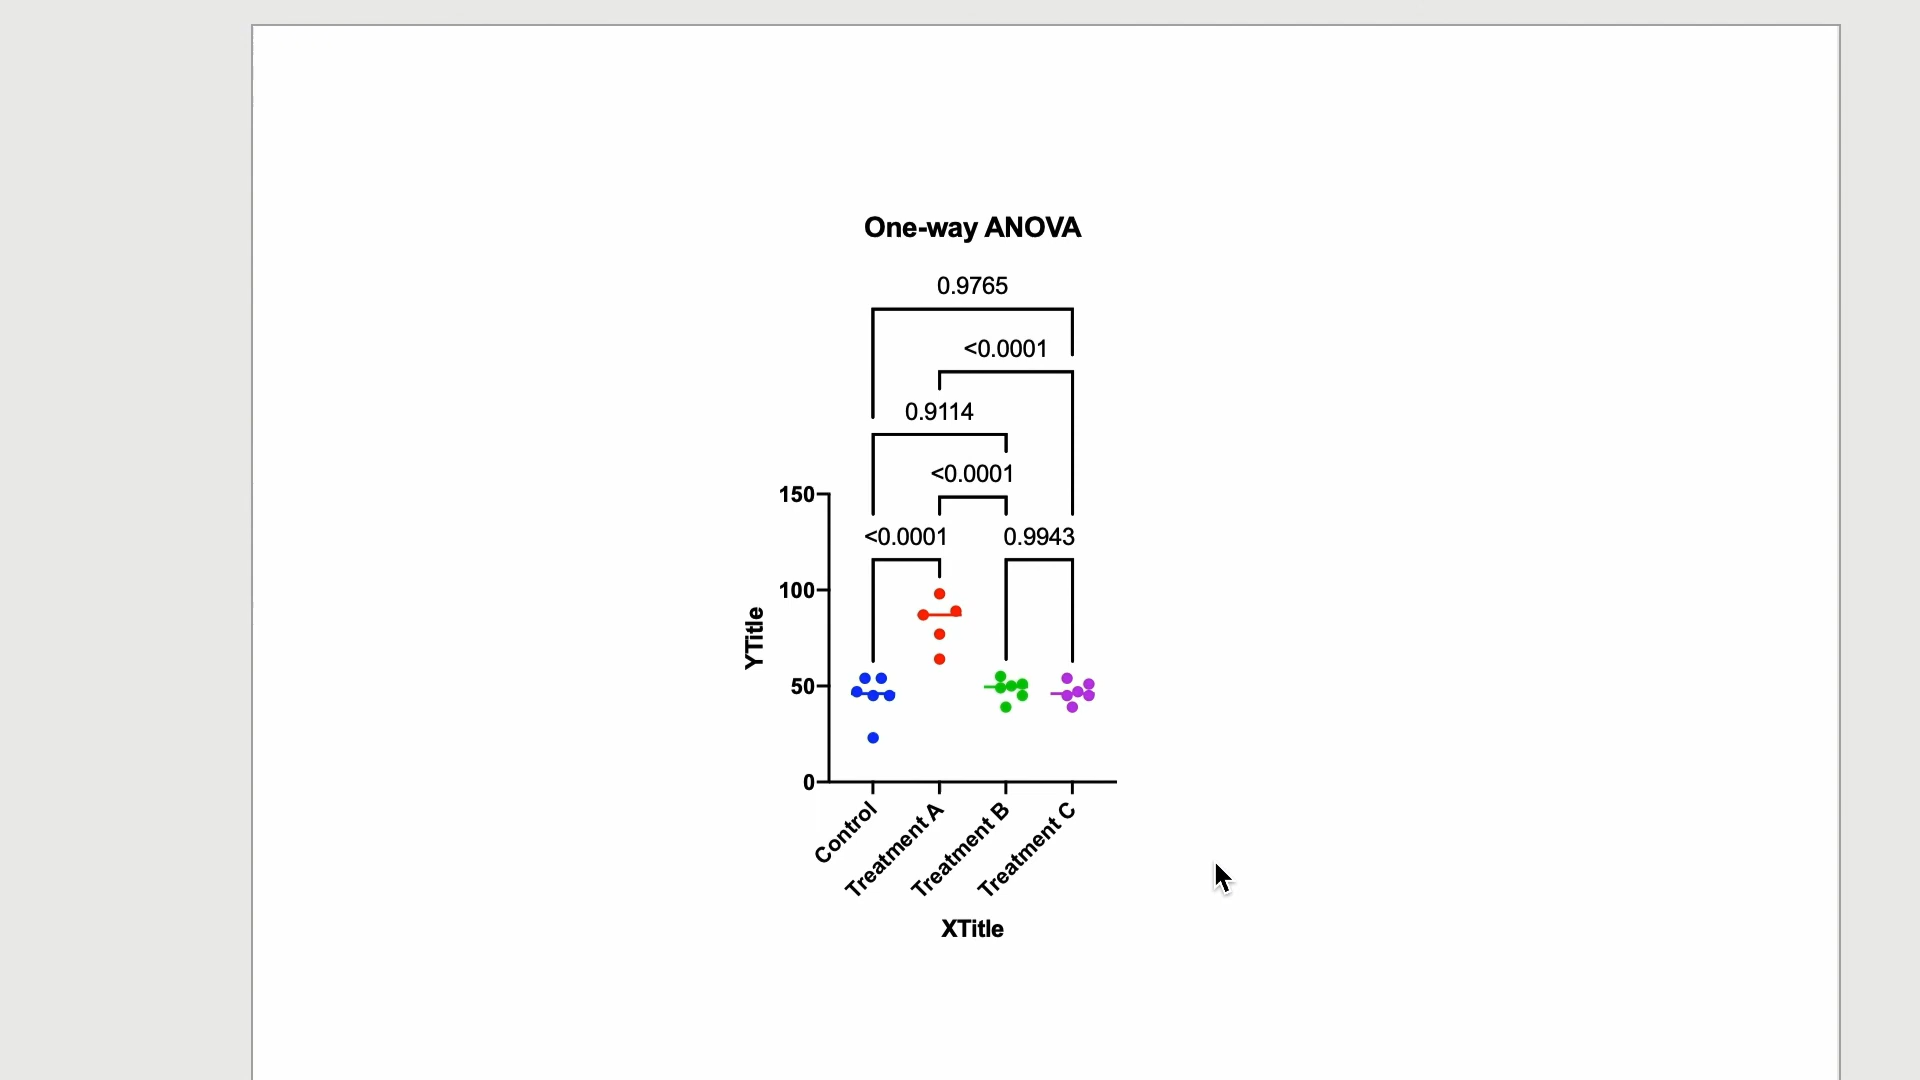 One-way ANOVA
0.9765
<0.0001
0.9114
<0.0001
<0.0001 0.9943
150
100
50
0
YTitle
Control
Treatment A
Treatment B
Treatment C
XTitle